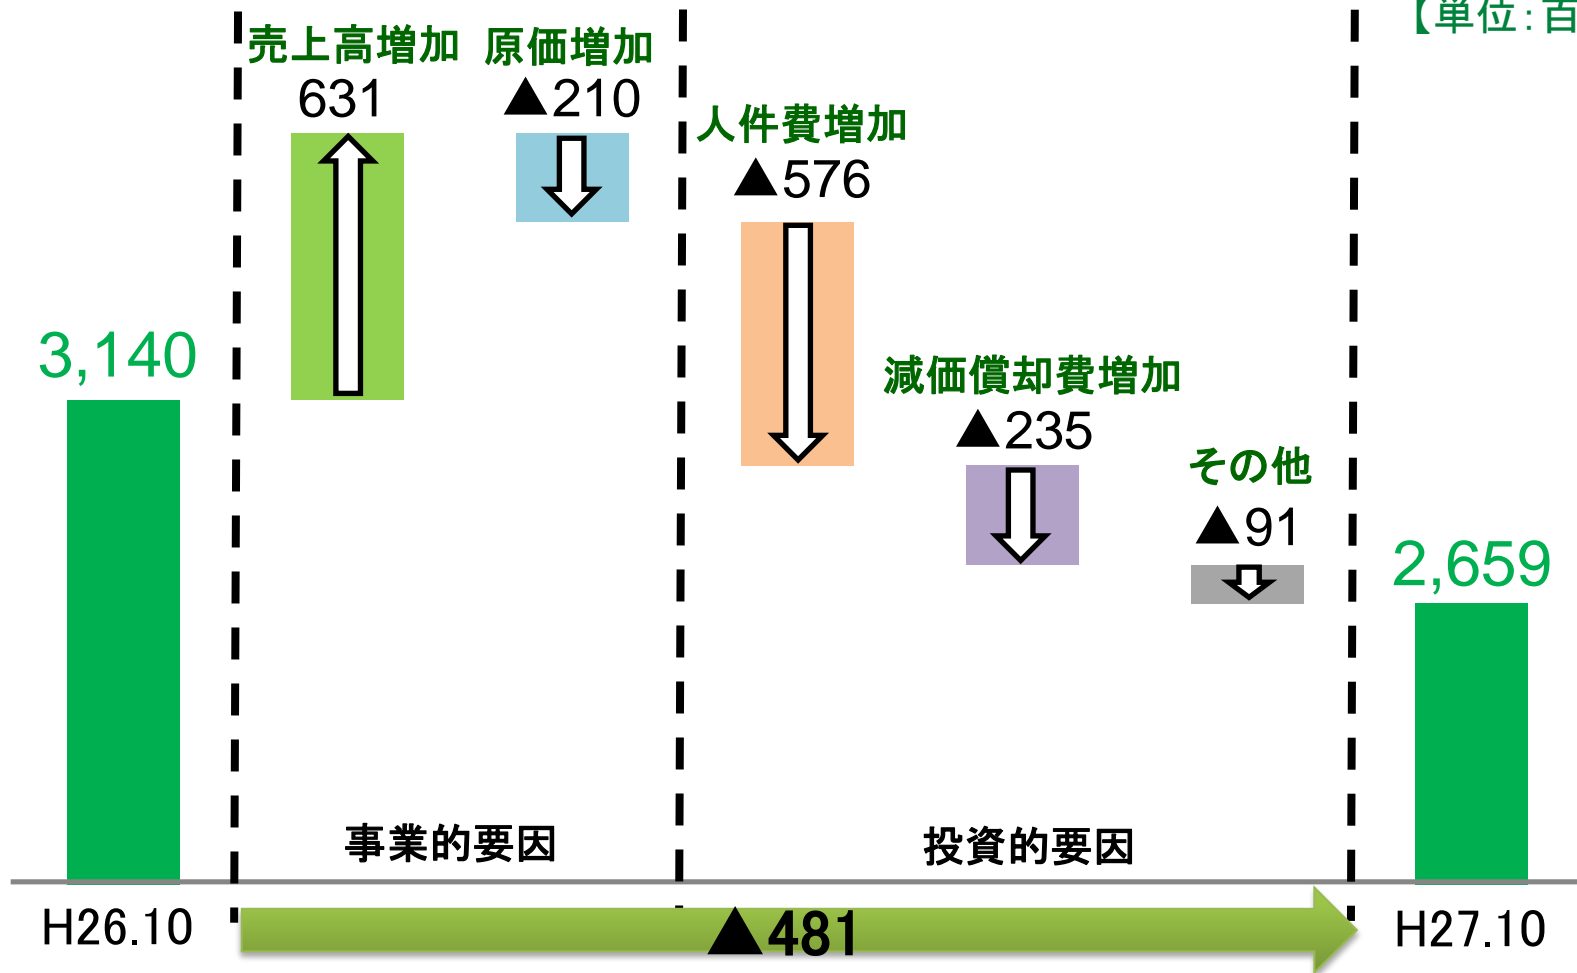 【単位:百
売上高増加
631
原価増加
▲210
人件費増加
▲576
減価償却費増加
▲235
その他
▲91
3,140
2,659
事業的要因
投資的要因
H26.10
▲481
H27.10